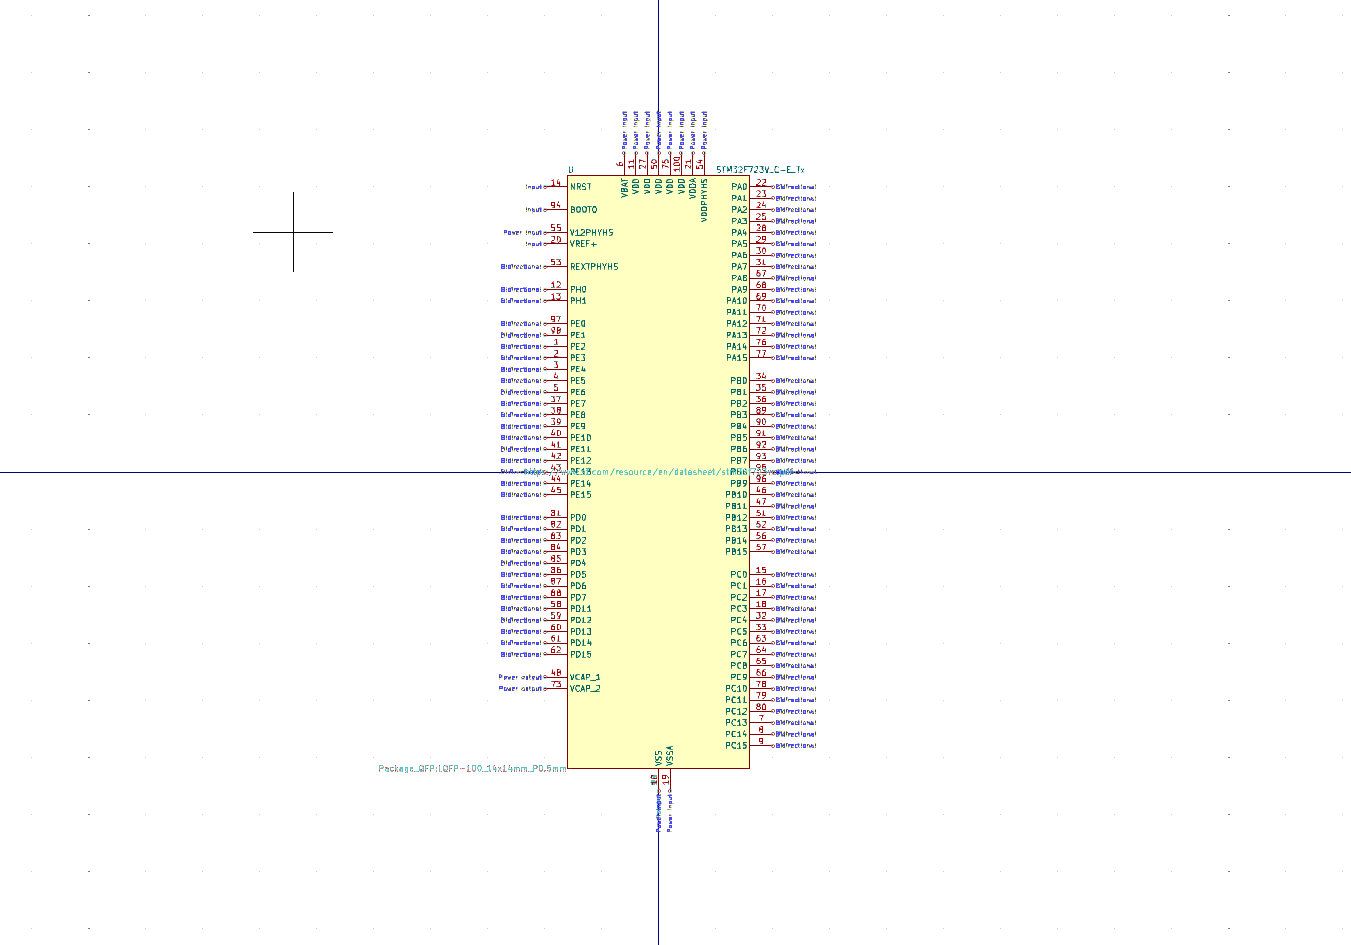 Power input Power input Power input Power input Power input Power input Power input Power input
6 11 27 50 75 100 21 54
U STM32F723V_C-E_Tx
VBAT VDD VDD VDD VDD VDD VDDA VDDPHYHS
Input 14 NRST PA0 22 Bidirectional
PA1 23 Bidirectional
Input 94 BOOT0 PA2 24 Bidirectional
PA3 25 Bidirectional
Power input 55 V12PHYHS PA4 28 Bidirectional
Input 20 VREF+ PA5 29 Bidirectional
PA6 30 Bidirectional
Bidirectional 53 REXTPHYHS PA7 31 Bidirectional
PA8 67 Bidirectional
Bidirectional 12 PH0 PA9 68 Bidirectional
Bidirectional 13 PH1 PA10 69 Bidirectional
PA11 70 Bidirectional
Bidirectional 97 PE0 PA12 71 Bidirectional
Bidirectional 98 PE1 PA13 72 Bidirectional
Bidirectional 1 PE2 PA14 76 Bidirectional
Bidirectional 2 PE3 PA15 77 Bidirectional
Bidirectional 3 PE4
Bidirectional 4 PE5 PB0 34 Bidirectional
Bidirectional 5 PE6 PB1 35 Bidirectional
Bidirectional 37 PE7 PB2 36 Bidirectional
Bidirectional 38 PE8 PB3 89 Bidirectional
Bidirectional 39 PE9 PB4 90 Bidirectional
Bidirectional 40 PE10 PB5 91 Bidirectional
Bidirectional 41 PE11 PB6 92 Bidirectional
Bidirectional 42 PE12 PB7 93 Bidirectional
43 PE13 95 Bidirectional
Bidirectional 44 PE14 PB9 96 Bidirectional
Bidirectional 45 PE15 PB10 46 Bidirectional
PB11 47 Bidirectional
Bidirectional 81 PD0 PB12 51 Bidirectional
Bidirectional 82 PD1 PB13 52 Bidirectional
Bidirectional 83 PD2 PB14 56 Bidirectional
Bidirectional 84 PD3 PB15 57 Bidirectional
Bidirectional 85 PD4
Bidirectional 86 PD5 PC0 15 Bidirectional
Bidirectional 87 PD6 PC1 16 Bidirectional
Bidirectional 88 PD7 PC2 17 Bidirectional
Bidirectional 58 PD11 PC3 18 Bidirectional
Bidirectional 59 PD12 PC4 32 Bidirectional
Bidirectional 60 PD13 PC5 33 Bidirectional
Bidirectional 61 PD14 PC6 63 Bidirectional
Bidirectional 62 PD15 PC7 64 Bidirectional
PC8 65 Bidirectional
Power output 48 VCAP_1 PC9 66 Bidirectional
Power output 73 VCAP_2 PC10 78 Bidirectional
PC11 79 Bidirectional
PC12 80 Bidirectional
PC13 7 Bidirectional
PC14 8 Bidirectional
PC15 9 Bidirectional
VSS VSSA
Package_QFP:LQFP-100_14x14mm_P0.5mm
19
Power input